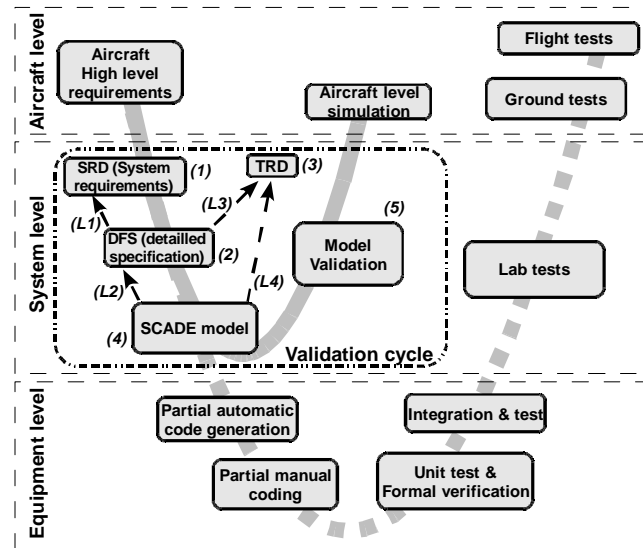 Aircraft level
Aircraft
High level
requirements
Aircraft level
simulation
Flight tests
Ground tests
System level
SRD (System
requirements)
(1)
TRD
(3)
(L1)
(L3)
DFS (detailled
specification)
(2)
(5)
Model
Validation
Lab tests
(L2)
(L4)
(4)
SCADE model
Validation cycle
Equipment level
Partial automatic
code generation
Integration & test
Partial manual
coding
Unit test &
Formal verification